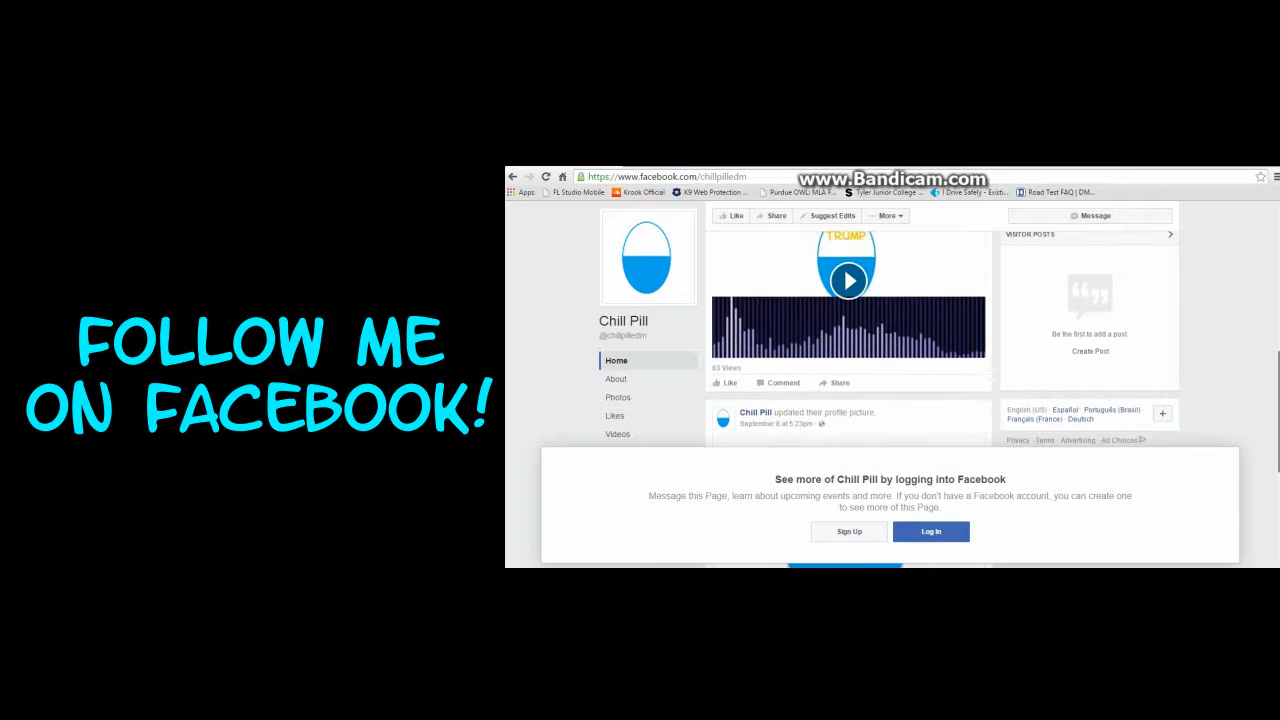 FOLLOW ME
ON FACEBOOK!
https://www.facebook.com/chillpilledm
www.Bandicam.com
Apps FL Studio Mobile Krook Official K9 Web Protection ... Purdue OWL: MLA F... Tyler Junior College ... I Drive Safely - Existi... Road Test FAQ | DM...
Like Share Suggest Edits More Message
TRUMP
VISITOR POSTS
Chill Pill
@chillpilledm
Be the first to add a post.
Create Post
Home
About
Photos
Likes
Videos
63 Views
Like Comment Share
Chill Pill updated their profile picture.
September 6 at 5:23pm ·
English (US) · Español · Português (Brasil) ·
Français (France) · Deutsch
Privacy · Terms · Advertising · Ad Choices
See more of Chill Pill by logging into Facebook
Message this Page, learn about upcoming events and more. If you don't have a Facebook account, you can create one
to see more of this Page.
Sign Up Log In